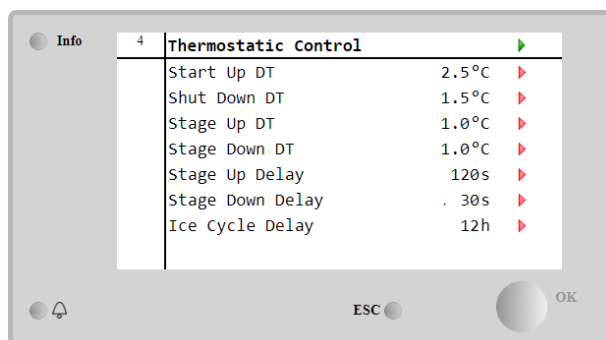 Info
4 Thermostatic Control
Start Up DT 2.5°C
Shut Down DT 1.5°C
Stage Up DT 1.0°C
Stage Down DT 1.0°C
Stage Up Delay 120s
Stage Down Delay . 30s
Ice Cycle Delay 12h
ESC
OK